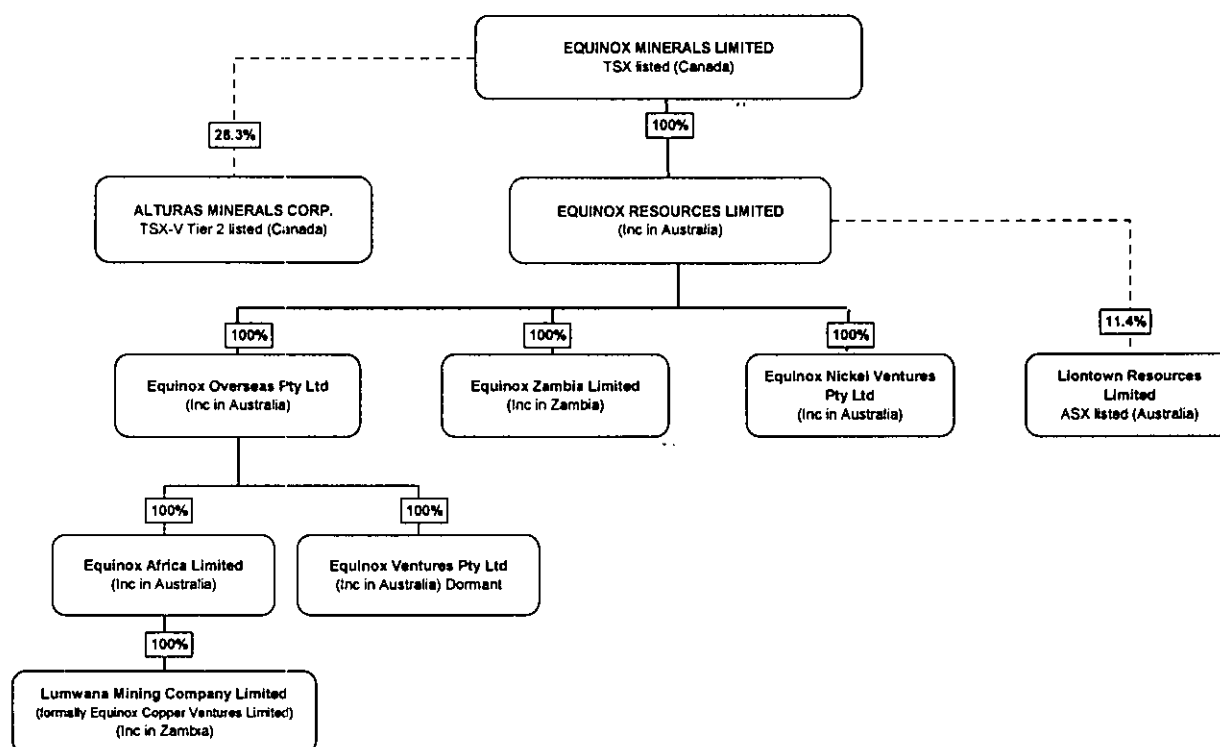 EQUINOX MINERALS LIMITED
TSX listed (Canada)
28.3%
100%
ALTURAS MINERALS CORP.
TSX-V Tier 2 listed (Canada)
EQUINOX RESOURCES LIMITED
(Inc in Australia)
100%
100%
100%
11.4%
Equinox Overseas Pty Ltd
(Inc in Australia)
Equinox Zambia Limited
(Inc in Zambia)
Equinox Nickel Ventures
Pty Ltd
(Inc in Australia)
Liontown Resources
Limited
ASX listed (Australia)
100%
100%
Equinox Africa Limited
(Inc in Australia)
Equinox Ventures Pty Ltd
(Inc in Australia) Dormant
100%
Lumwana Mining Company Limited
(formally Equinox Copper Ventures Limited)
(Inc in Zambia)